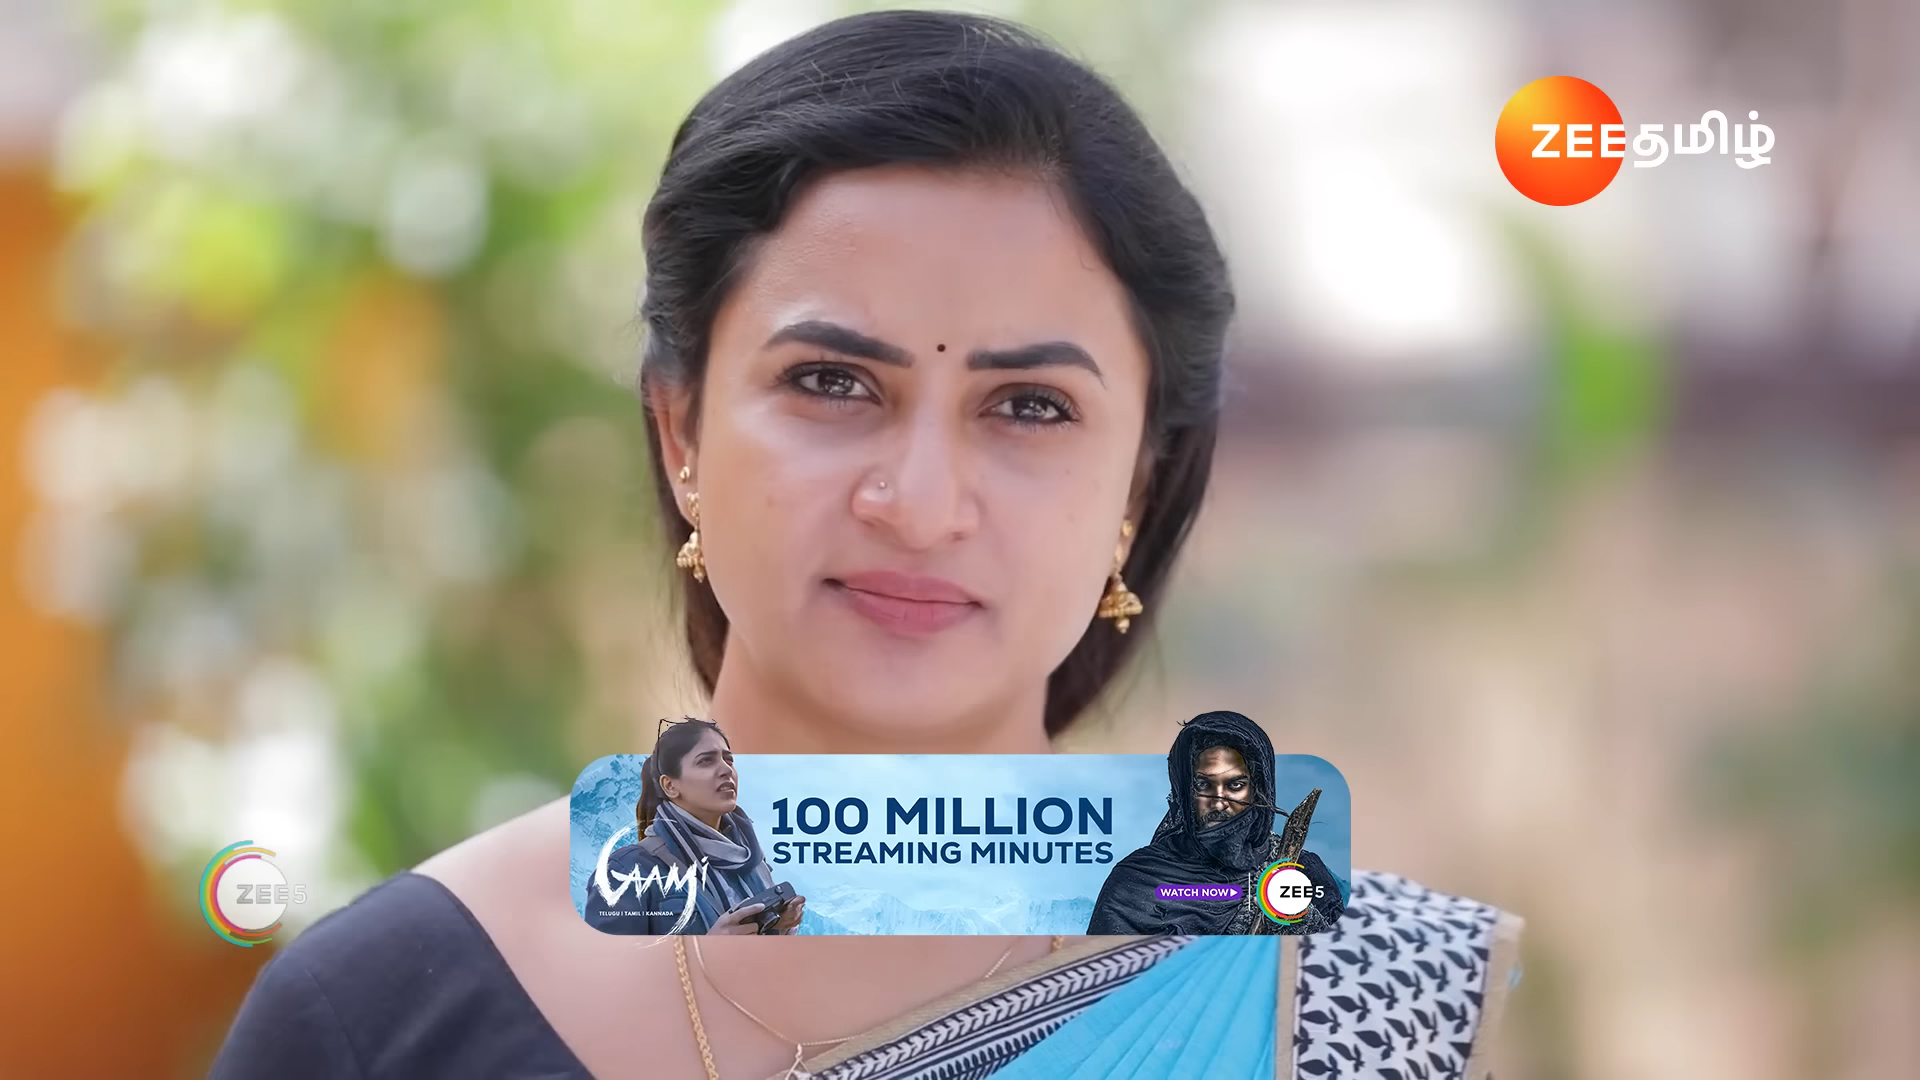 ZEEதமிழ்
100 MILLION
STREAMING MINUTES
GAAMI
TELUGU | TAMIL | KANNADA
WATCH NOW
ZEE5
ZEE5